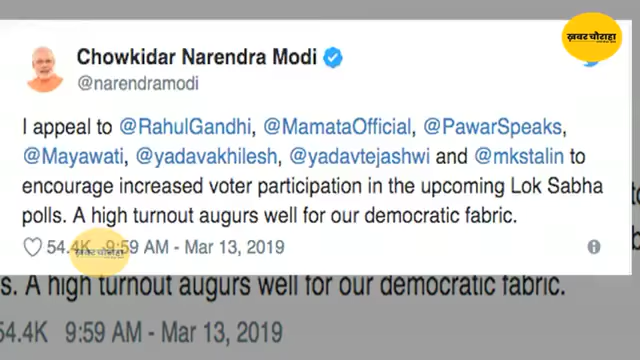 ख़बर चौराहा
Chowkidar Narendra Modi
@narendramodi
I appeal to @RahulGandhi, @MamataOfficial, @PawarSpeaks,
@Mayawati, @yadavakhilesh, @yadavtejashwi and @mkstalin to
encourage increased voter participation in the upcoming Lok Sabha
polls. A high turnout augurs well for our democratic fabric.
54.4K 9:59 AM - Mar 13, 2019
ख़बर चौराहा
s. A high turnout augurs well for our democratic fabric.
54.4K 9:59 AM - Mar 13, 2019